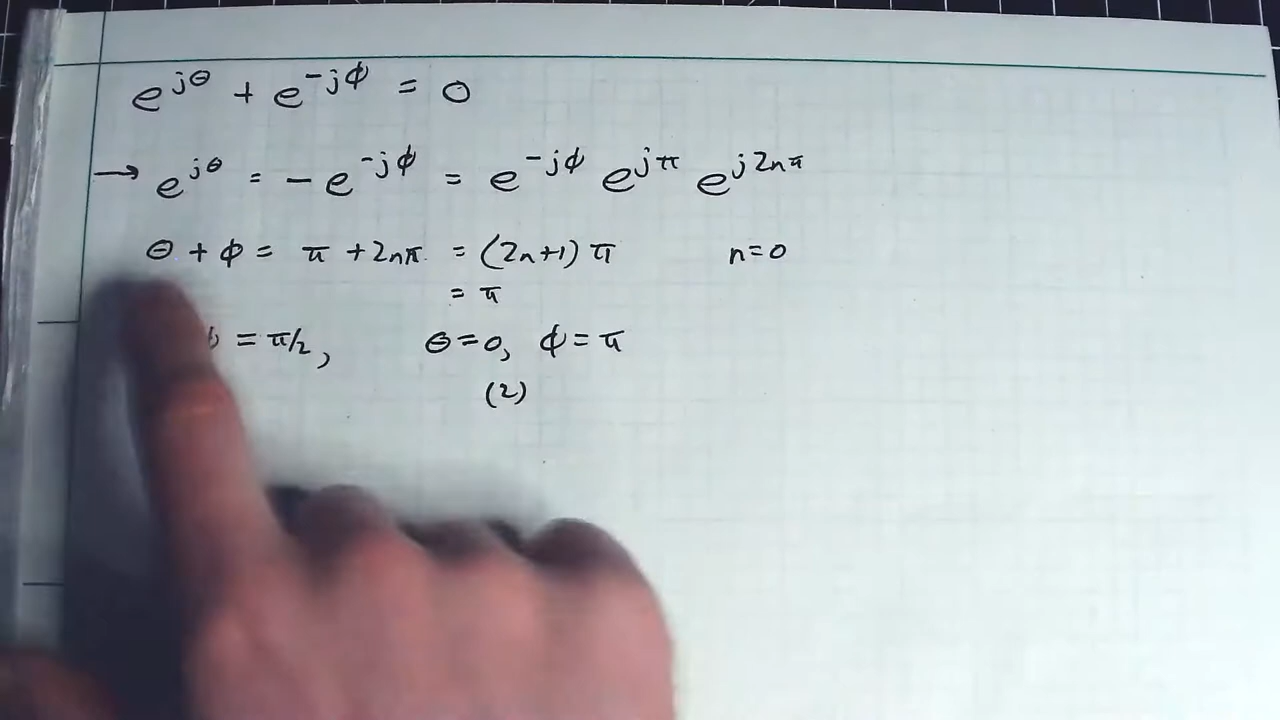 e^{jθ} + e^{-jϕ} = 0
→ e^{jθ} = -e^{-jϕ} = e^{-jϕ} e^{jπ} e^{j2nπ}
θ + ϕ = π + 2nπ = (2n+1)π n=0
= π
= π/2, θ=0, ϕ=π
(2)